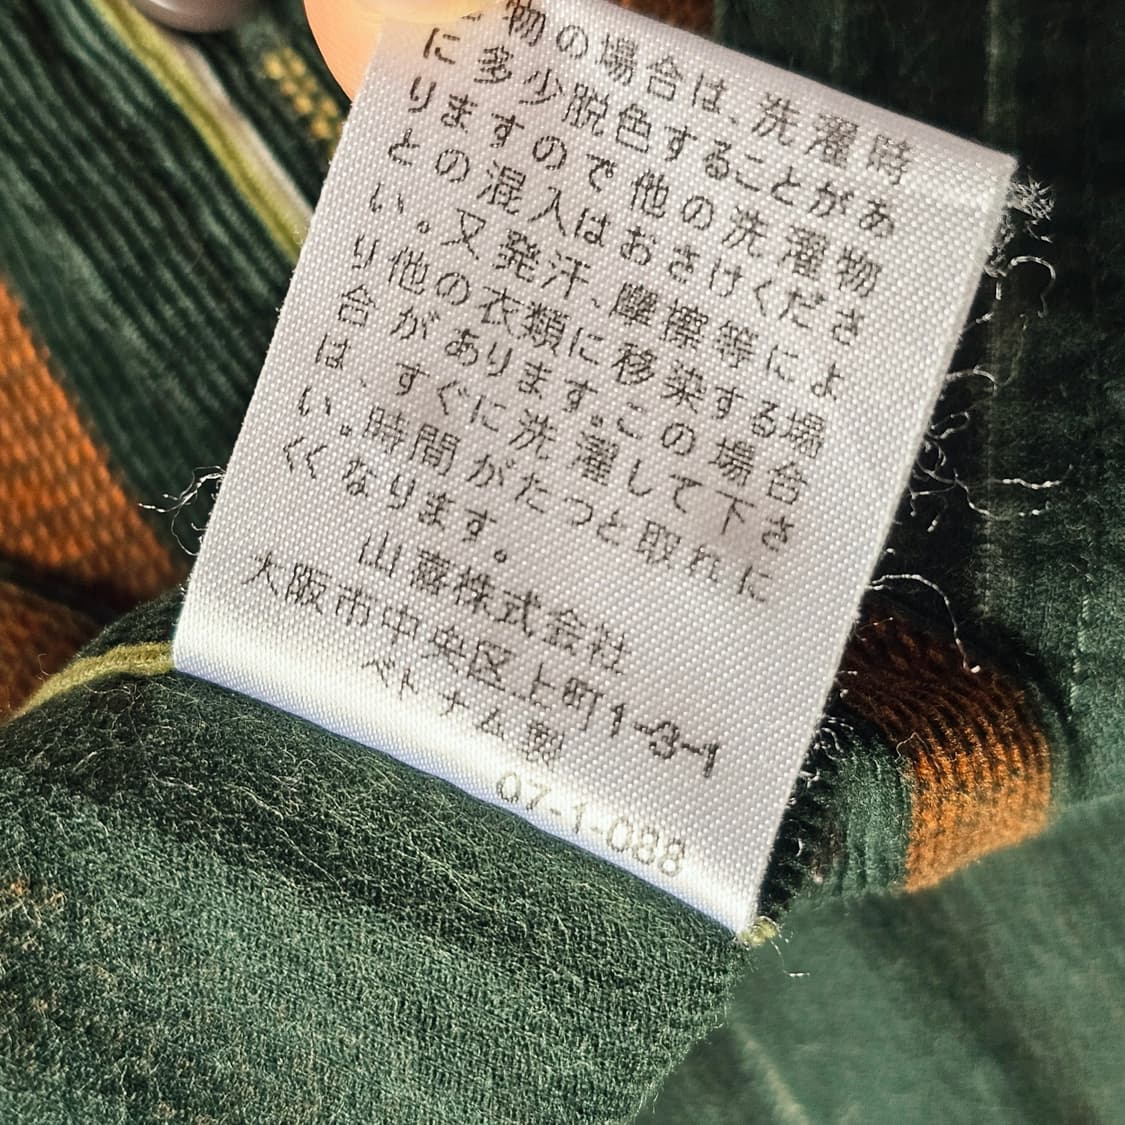 物の場合は、洗濯時
に多少脱色することがあ
りますので他の洗濯物
との混入はおさけくださ
い。又発汗、摩擦等によ
り他の衣類に移染する場
合があります。この場合
は、すぐに洗濯して下さ
い。時間がたつと取れに
くくなります。
山喜株式会社
大阪市中央区上町1-3-1
ベトナム製
07-1-088